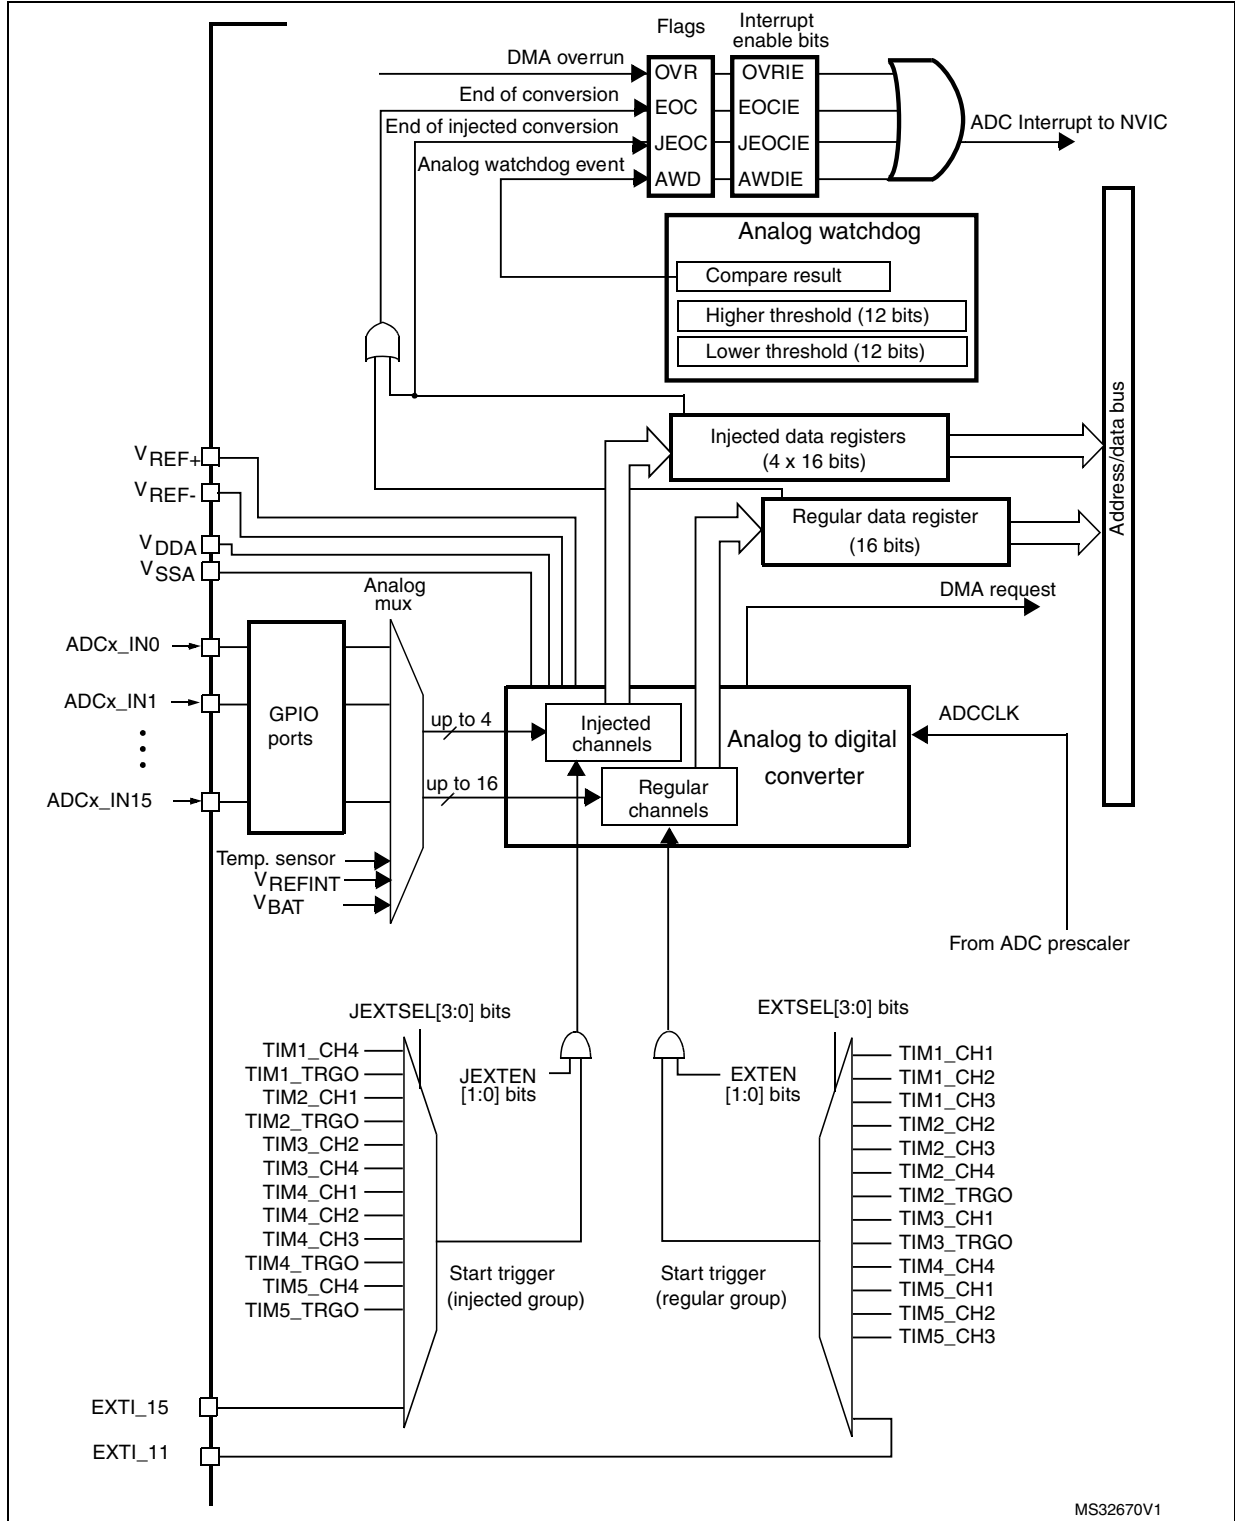 Flags
Interrupt
enable bits
DMA overrun
OVR
OVRIE
End of conversion
EOC
EOCIE
End of injected conversion
JEOC
JEOCIE
ADC Interrupt to NVIC
Analog watchdog event
AWD
AWDIE
Analog watchdog
Compare result
Higher threshold (12 bits)
Lower threshold (12 bits)
Address/data bus
Injected data registers
(4 x 16 bits)
VREF+
VREF-
Regular data register
(16 bits)
VDDA
VSSA
Analog
mux
DMA request
ADCx_IN0
ADCx_IN1
ADCx_IN15
GPIO
ports
up to 4
up to 16
Injected
channels
Regular
channels
Analog to digital
converter
ADCCLK
Temp. sensor
VREFINT
VBAT
From ADC prescaler
JEXTSEL[3:0] bits
EXTSEL[3:0] bits
TIM1_CH4
TIM1_TRGO
TIM2_CH1
TIM2_TRGO
TIM3_CH2
TIM3_CH4
TIM4_CH1
TIM4_CH2
TIM4_CH3
TIM4_TRGO
TIM5_CH4
TIM5_TRGO
JEXTEN
[1:0] bits
EXTEN
[1:0] bits
TIM1_CH1
TIM1_CH2
TIM1_CH3
TIM2_CH2
TIM2_CH3
TIM2_CH4
TIM2_TRGO
TIM3_CH1
TIM3_TRGO
TIM4_CH4
TIM5_CH1
TIM5_CH2
TIM5_CH3
Start trigger
(injected group)
Start trigger
(regular group)
EXTI_15
EXTI_11
MS32670V1